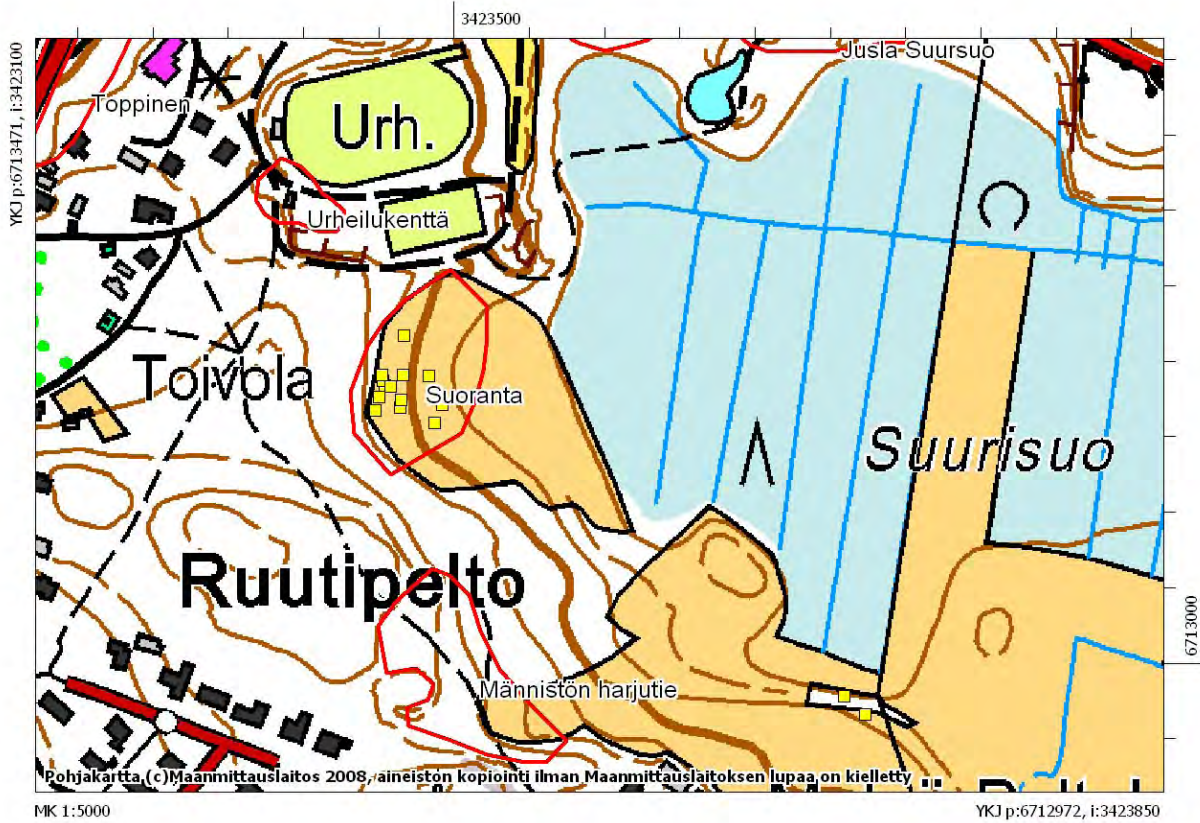 3423500
YKJ p:6713471, i:3423100
Jusla Suursuo
Toppinen
Urh.
Urheilukenttä
Toivola
Suoranta
Suurisuo
Ruutipelto
6713000
Männistön harjutie
Pohjakartta (c)Maanmittauslaitos 2008, aineiston kopiointi ilman Maanmittauslaitoksen lupaa on kielletty
MK 1:5000
YKJ p:6712972, i:3423850